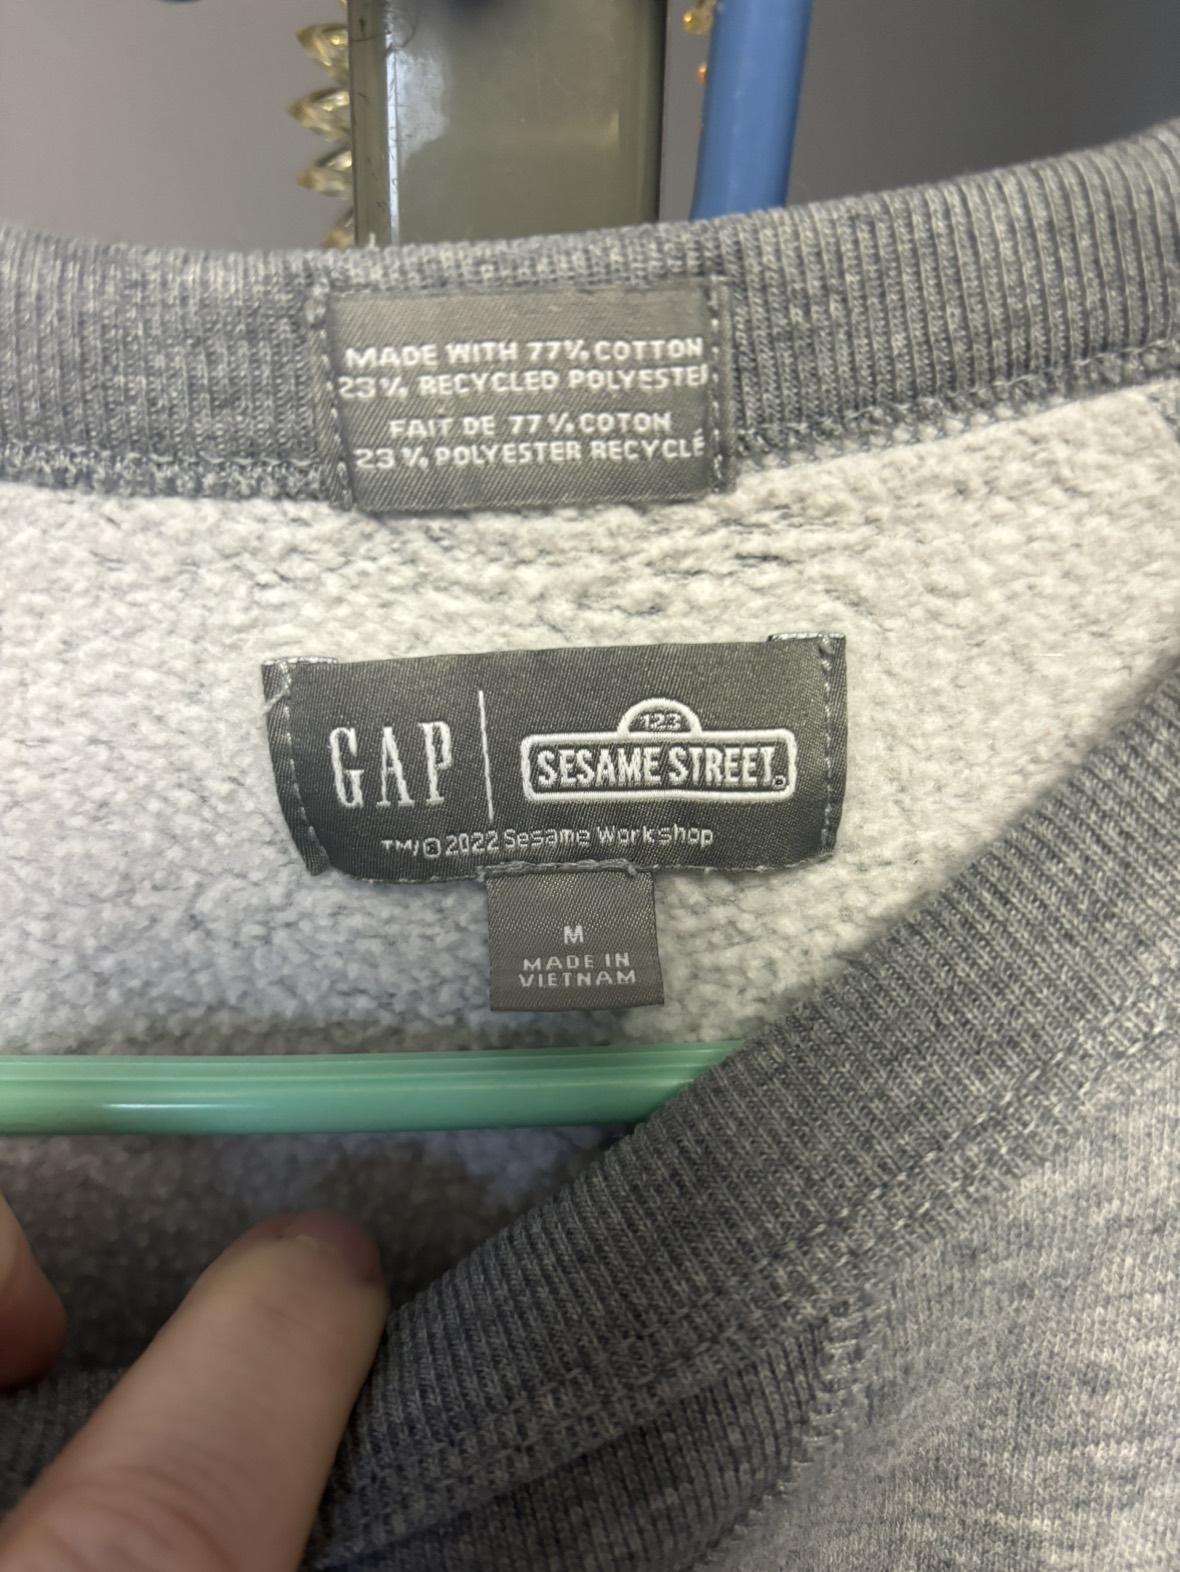 MADE WITH 77% COTTON
23% RECYCLED POLYESTER
FAIT DE 77% COTON
23% POLYESTER RECYCLÉ
GAP
123
SESAME STREET®
™/©2022 Sesame Workshop
M
MADE IN
VIETNAM